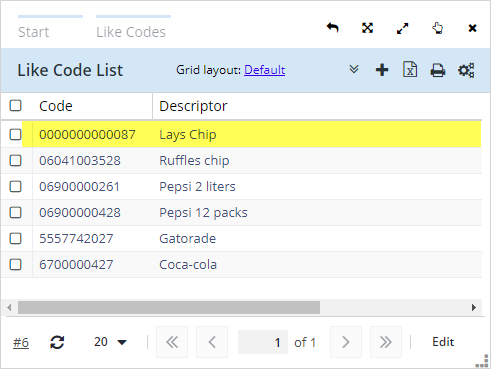 Start Like Codes
Like Code List Grid layout: Default
Code Descriptor
0000000000087 Lays Chip
06041003528 Ruffles chip
06900000261 Pepsi 2 liters
06900000428 Pepsi 12 packs
5557742027 Gatorade
6700000427 Coca-cola
#6 20 1 of 1 Edit